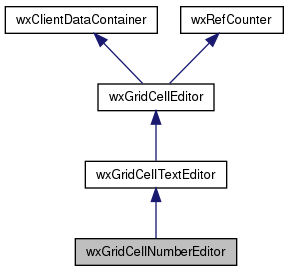 wxClientDataContainer
wxRefCounter
wxGridCellEditor
wxGridCellTextEditor
wxGridCellNumberEditor